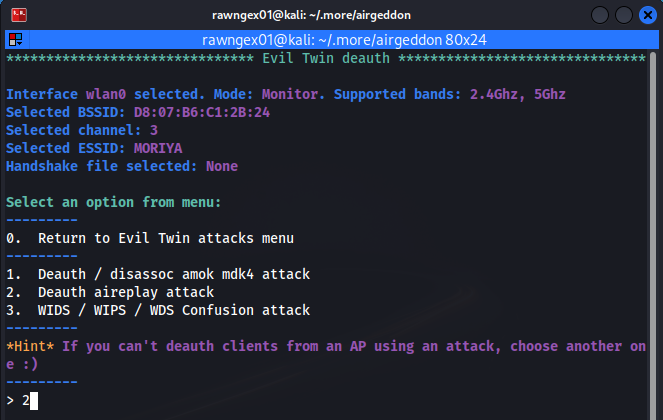 rawngex01@kali: ~/.more/airgeddon
rawngex01@kali: ~/.more/airgeddon 80x24
******************************* Evil Twin deauth *******************************
Interface wlan0 selected. Mode: Monitor. Supported bands: 2.4Ghz, 5Ghz
Selected BSSID: D8:07:B6:C1:2B:24
Selected channel: 3
Selected ESSID: MORIYA
Handshake file selected: None
Select an option from menu:
---------
0.  Return to Evil Twin attacks menu
---------
1.  Deauth / disassoc amok mdk4 attack
2.  Deauth aireplay attack
3.  WIDS / WIPS / WDS Confusion attack
---------
*Hint* If you can't deauth clients from an AP using an attack, choose another on
e :)
---------
> 2